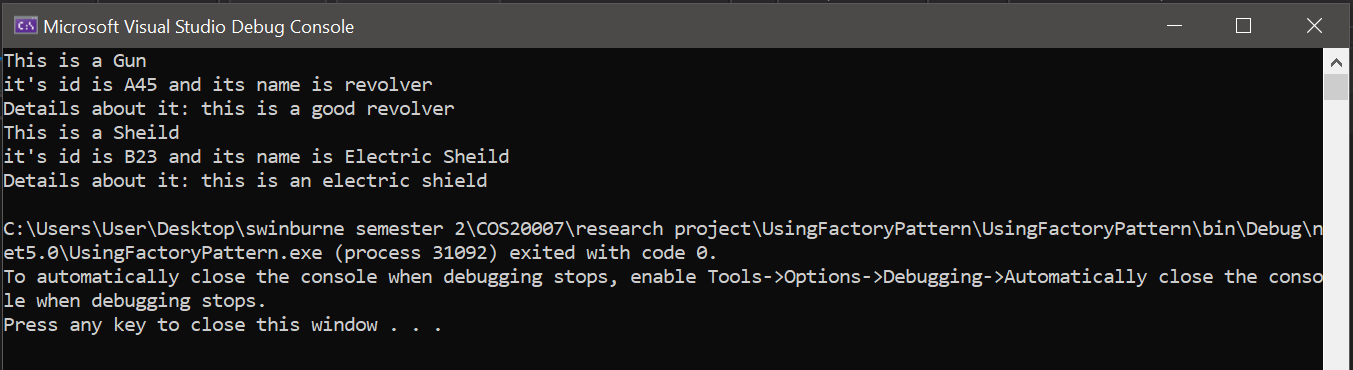 Microsoft Visual Studio Debug Console
This is a Gun
it's id is A45 and its name is revolver
Details about it: this is a good revolver
This is a Sheild
it's id is B23 and its name is Electric Sheild
Details about it: this is an electric shield
C:\Users\User\Desktop\swinburne semester 2\COS20007\research project\UsingFactoryPattern\UsingFactoryPattern\bin\Debug\n
et5.0\UsingFactoryPattern.exe (process 31092) exited with code 0.
To automatically close the console when debugging stops, enable Tools->Options->Debugging->Automatically close the conso
le when debugging stops.
Press any key to close this window . . .